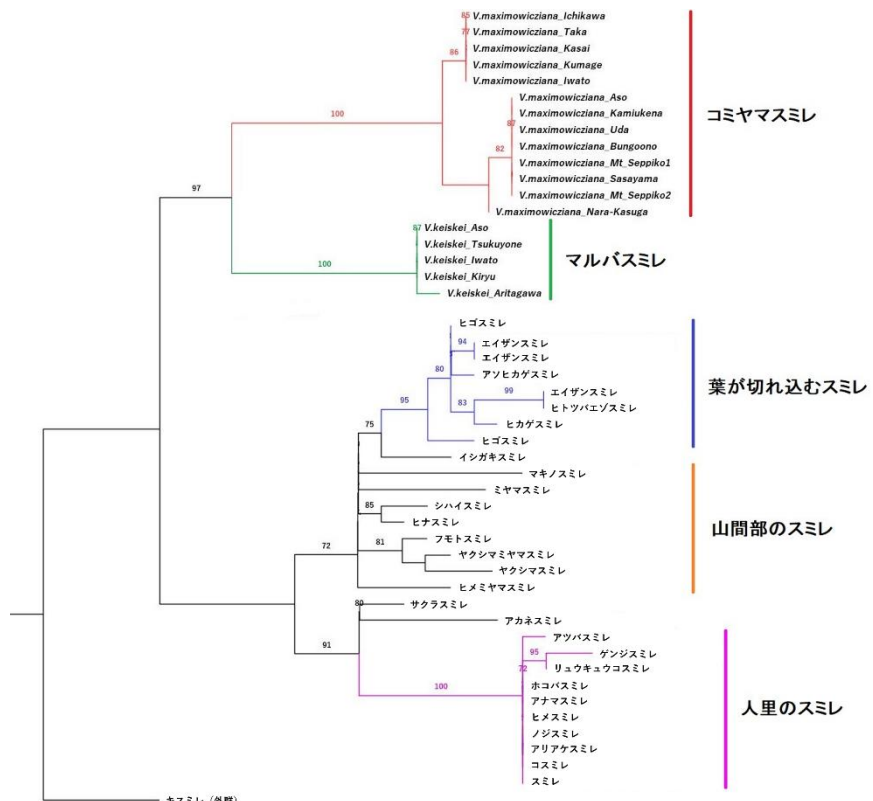 85
V.maximowicziana_Ichikawa
77
V.maximowicziana_Taka
86
V.maximowicziana_Kasai
V.maximowicziana_Kumage
V.maximowicziana_Iwato
V.maximowicziana_Aso
V.maximowicziana_Kamiukena
コミヤマスミレ
100
87
V.maximowicziana_Uda
82
V.maximowicziana_Bungoono
V.maximowicziana_Mt_Seppiko1
V.maximowicziana_Sasayama
97
V.maximowicziana_Mt_Seppiko2
V.maximowicziana_Nara-Kasuga
V.keiskei_Aso
V.keiskei_Tsukuyone
100
V.keiskei_Iwato
マルバスミレ
V.keiskei_Kiryu
V.keiskei_Aritagawa
ヒゴスミレ
94
エイザンスミレ
エイザンスミレ
80
アソヒカゲスミレ
葉が切れ込むスミレ
95
99
エイザンスミレ
83
ヒトツバエゾスミレ
ヒカゲスミレ
75
ヒゴスミレ
イシガキスミレ
マキノスミレ
ミヤマスミレ
85
シハイスミレ
ヒナスミレ
山間部のスミレ
72
81
フモトスミレ
ヤクシマミヤマスミレ
ヤクシマスミレ
ヒメミヤマスミレ
サクラスミレ
アカネスミレ
91
アツバスミレ
95
ゲンジスミレ
72
リュウキュウコスミレ
100
ホコバスミレ
アナマスミレ
人里のスミレ
ヒメスミレ
ノジスミレ
アリアケスミレ
コスミレ
スミレ
キスミレ（外群）